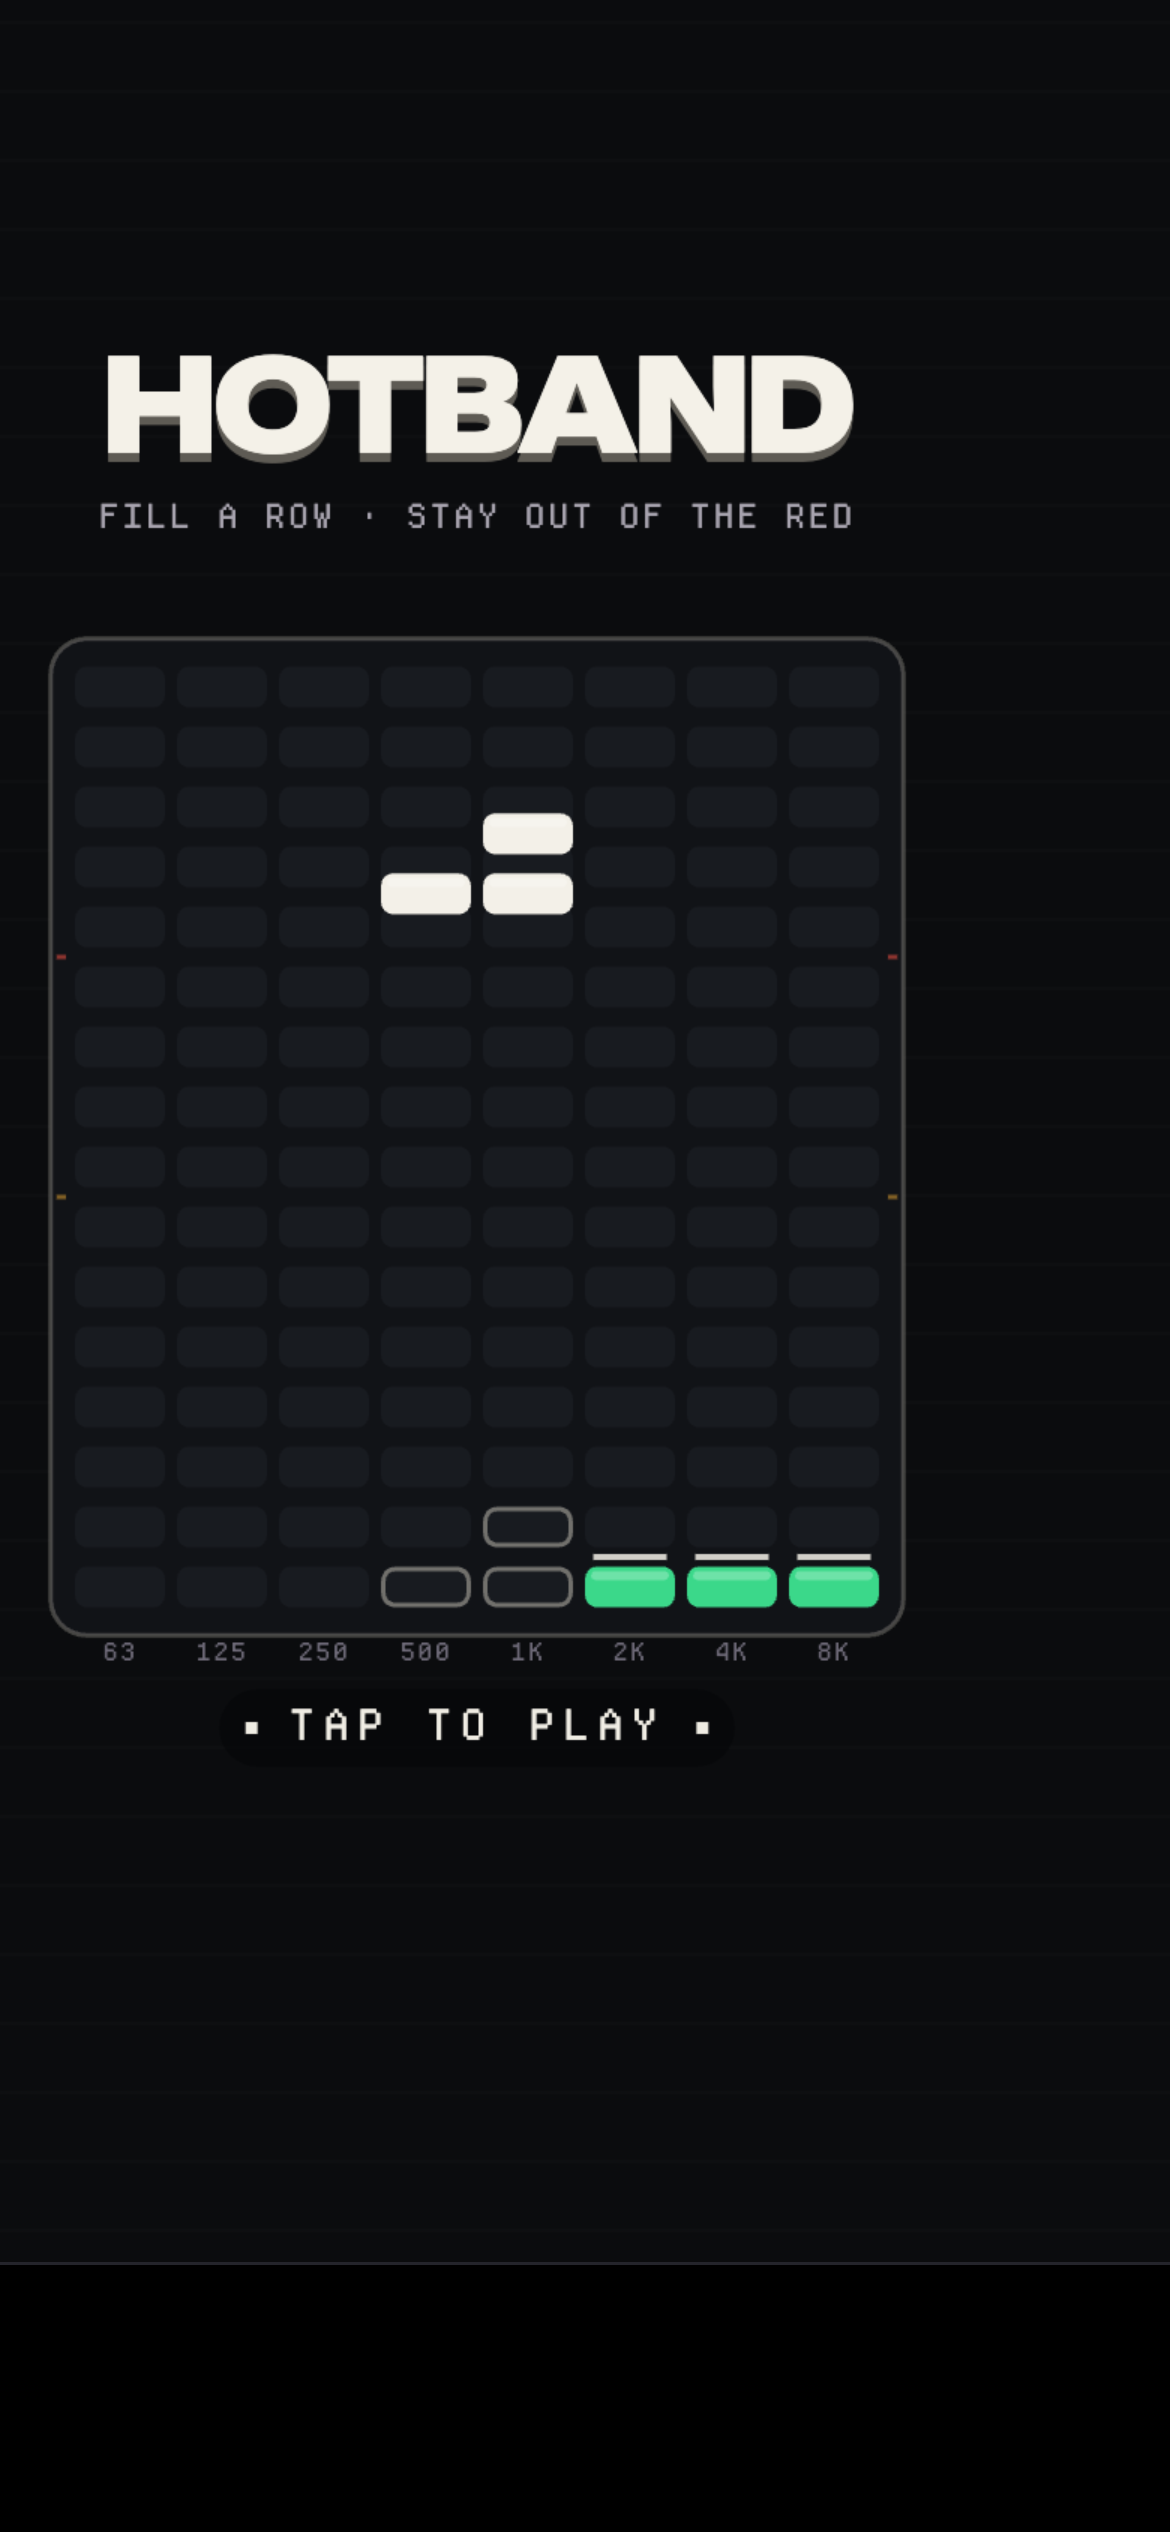 HOTBAND
FILL A ROW · STAY OUT OF THE RED
63 125 250 500 1K 2K 4K 8K
▪ TAP TO PLAY ▪